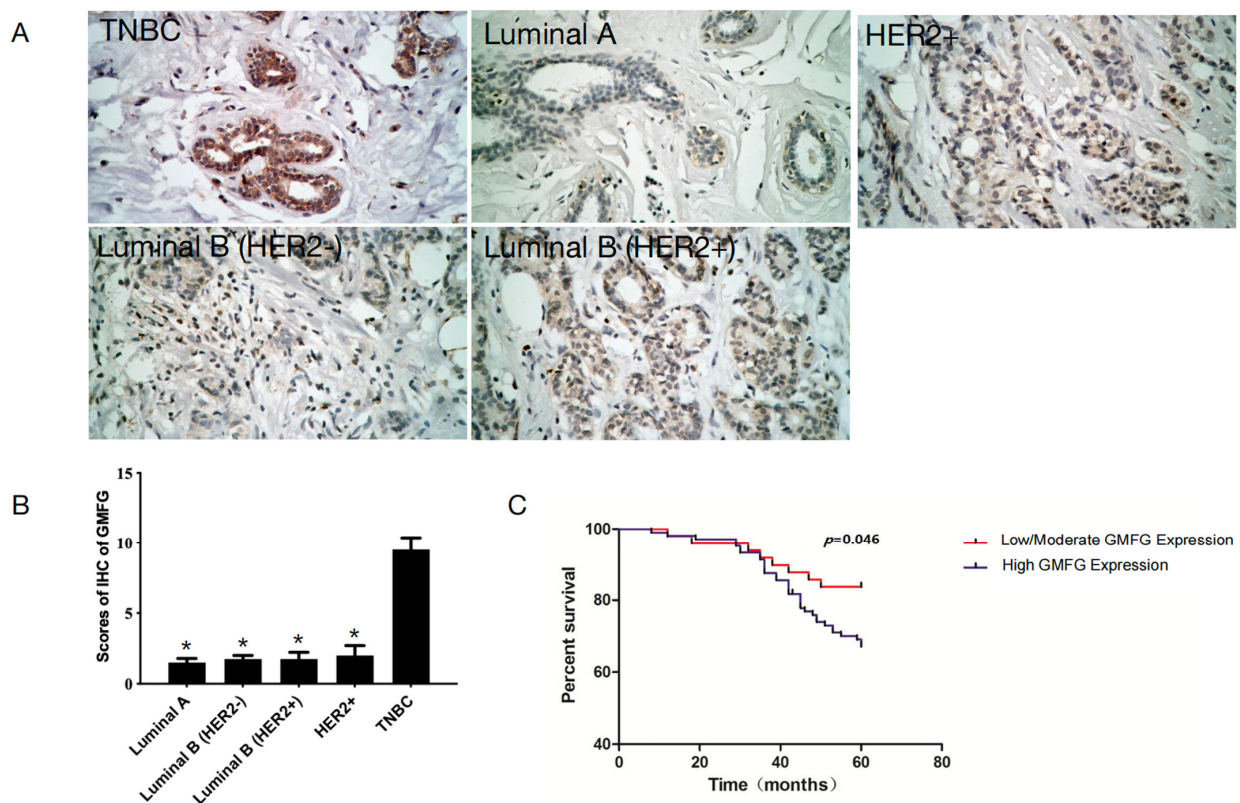 A
TNBC
Luminal A
HER2+
Luminal B (HER2-)
Luminal B (HER2+)
B
Scores of IHC of GMFG
15
10
5
0
*
*
*
*
Luminal A
Luminal B (HER2-)
Luminal B (HER2+)
HER2+
TNBC
C
Percent survival
100
80
60
40
0
20
40
60
80
Time（months）
p=0.046
Low/Moderate GMFG Expression
High GMFG Expression